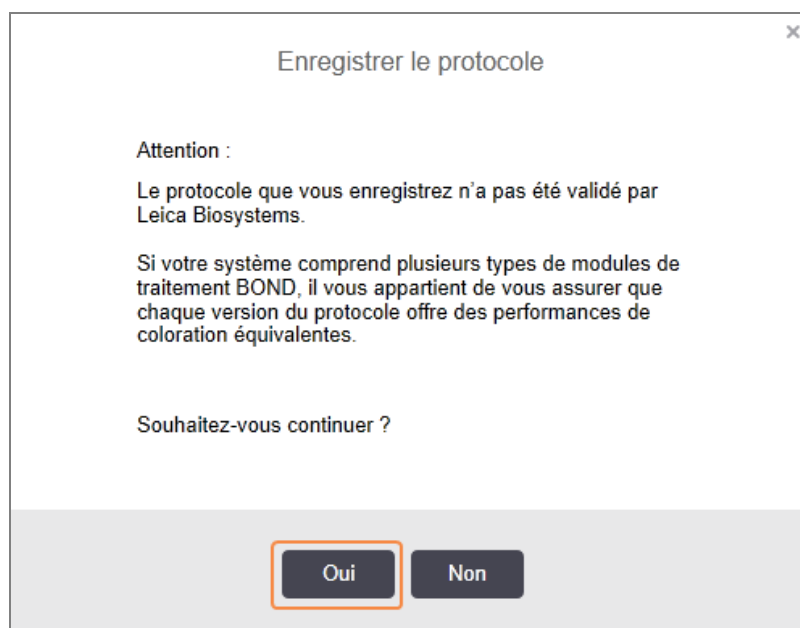 Enregistrer le protocole
Attention :
Le protocole que vous enregistrez n’a pas été validé par
Leica Biosystems.
Si votre système comprend plusieurs types de modules de
traitement BOND, il vous appartient de vous assurer que
chaque version du protocole offre des performances de
coloration équivalentes.
Souhaitez-vous continuer ?
Oui
Non